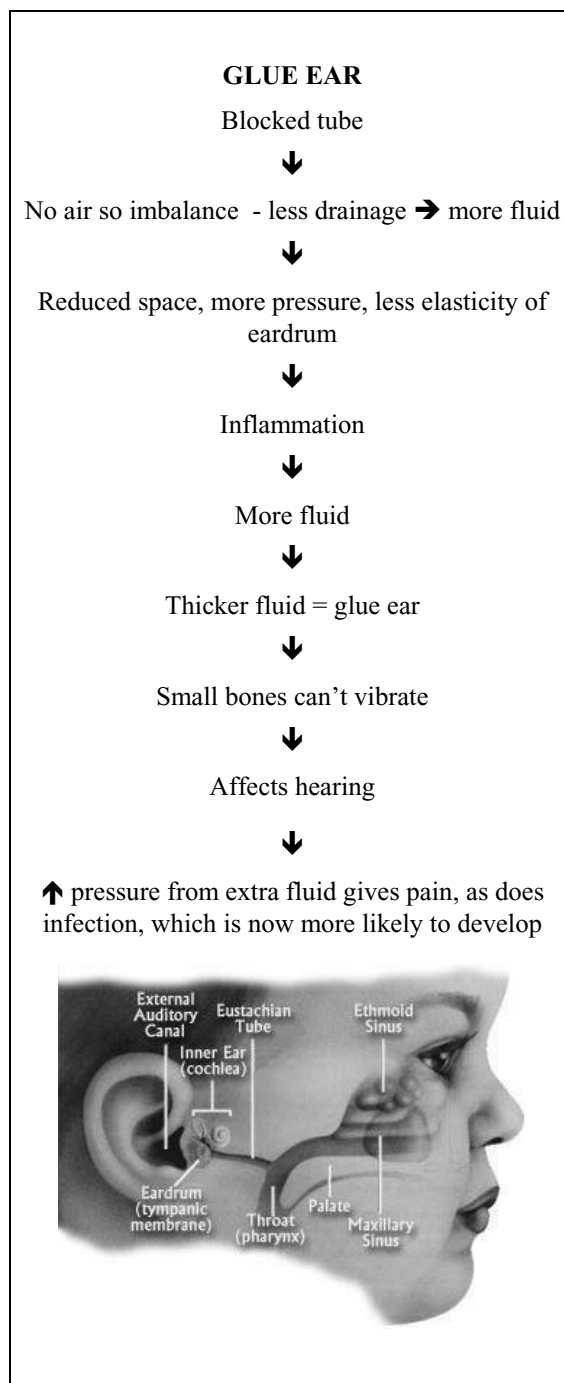 GLUE EAR
Blocked tube
🡻
No air so imbalance - less drainage 🡺 more fluid
🡻
Reduced space, more pressure, less elasticity of
eardrum
🡻
Inflammation
🡻
More fluid
🡻
Thicker fluid = glue ear
🡻
Small bones can’t vibrate
🡻
Affects hearing
🡻
🡹 pressure from extra fluid gives pain, as does
infection, which is now more likely to develop
External
Auditory
Canal
Eustachian
Tube
Ethmoid
Sinus
Inner Ear
(cochlea)
Eardrum
(tympanic
membrane)
Throat
(pharynx)
Palate
Maxillary
Sinus